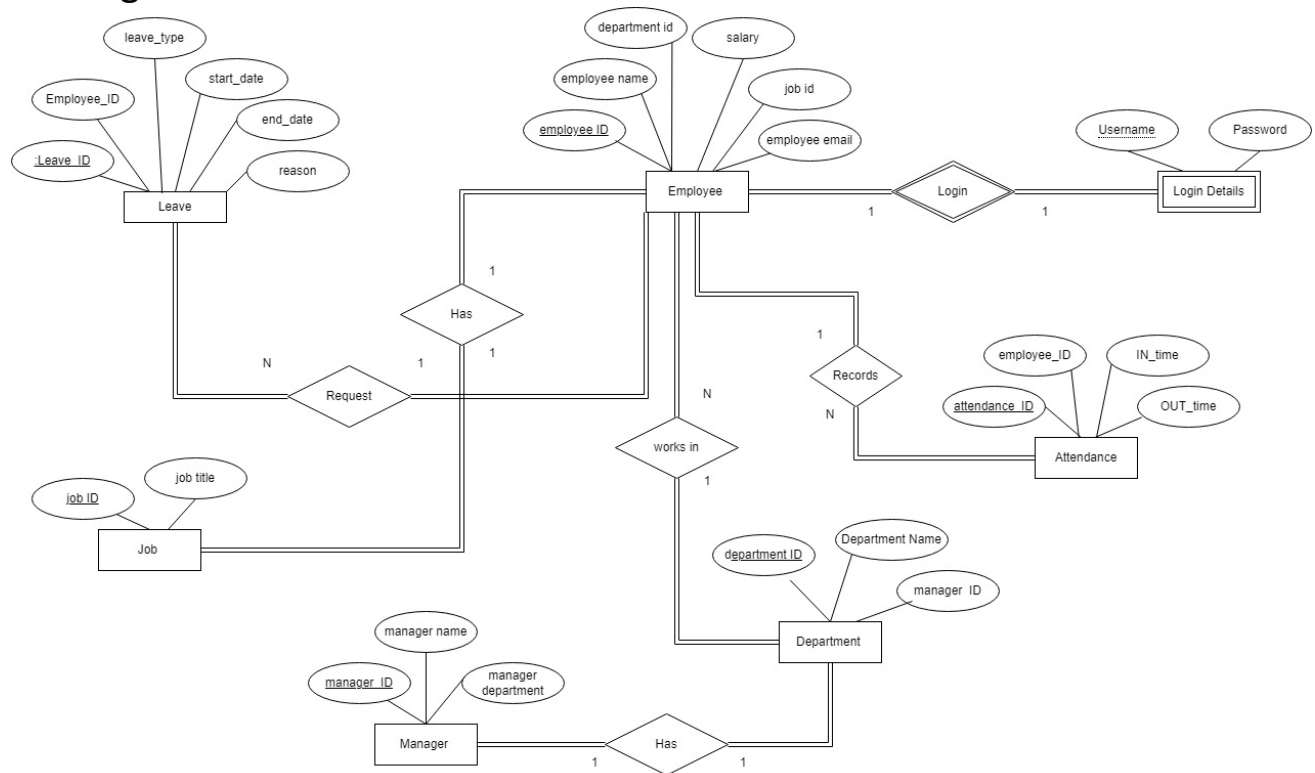 department id
salary
leave_type
employee name
start_date
job id
Employee_ID
end_date
employee ID
employee email
Username
Password
:Leave_ID
reason
Leave
Employee
Login
Login Details
1
1
1
Has
1
N
1
Request
1
Records
N
employee_ID
IN_time
attendance_ID
OUT_time
Attendance
N
works in
1
job ID
job title
Job
department ID
Department Name
manager_ID
Department
manager name
manager_ID
manager
department
Manager
1
Has
1